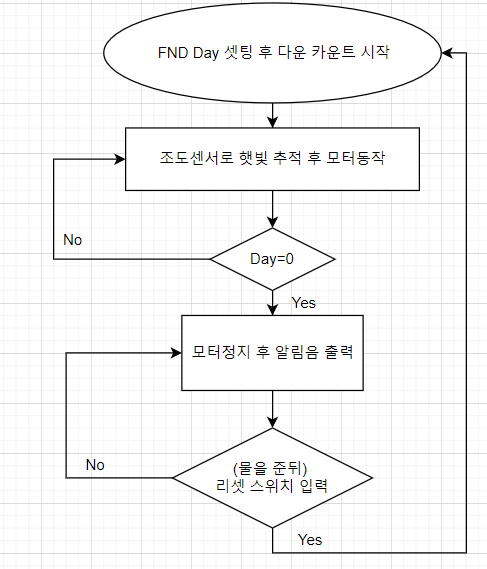 FND Day 셋팅 후 다운 카운트 시작
조도센서로 햇빛 추적 후 모터동작
No
Day=0
Yes
모터정지 후 알림음 출력
No
(물을 준뒤)
리셋 스위치 입력
Yes